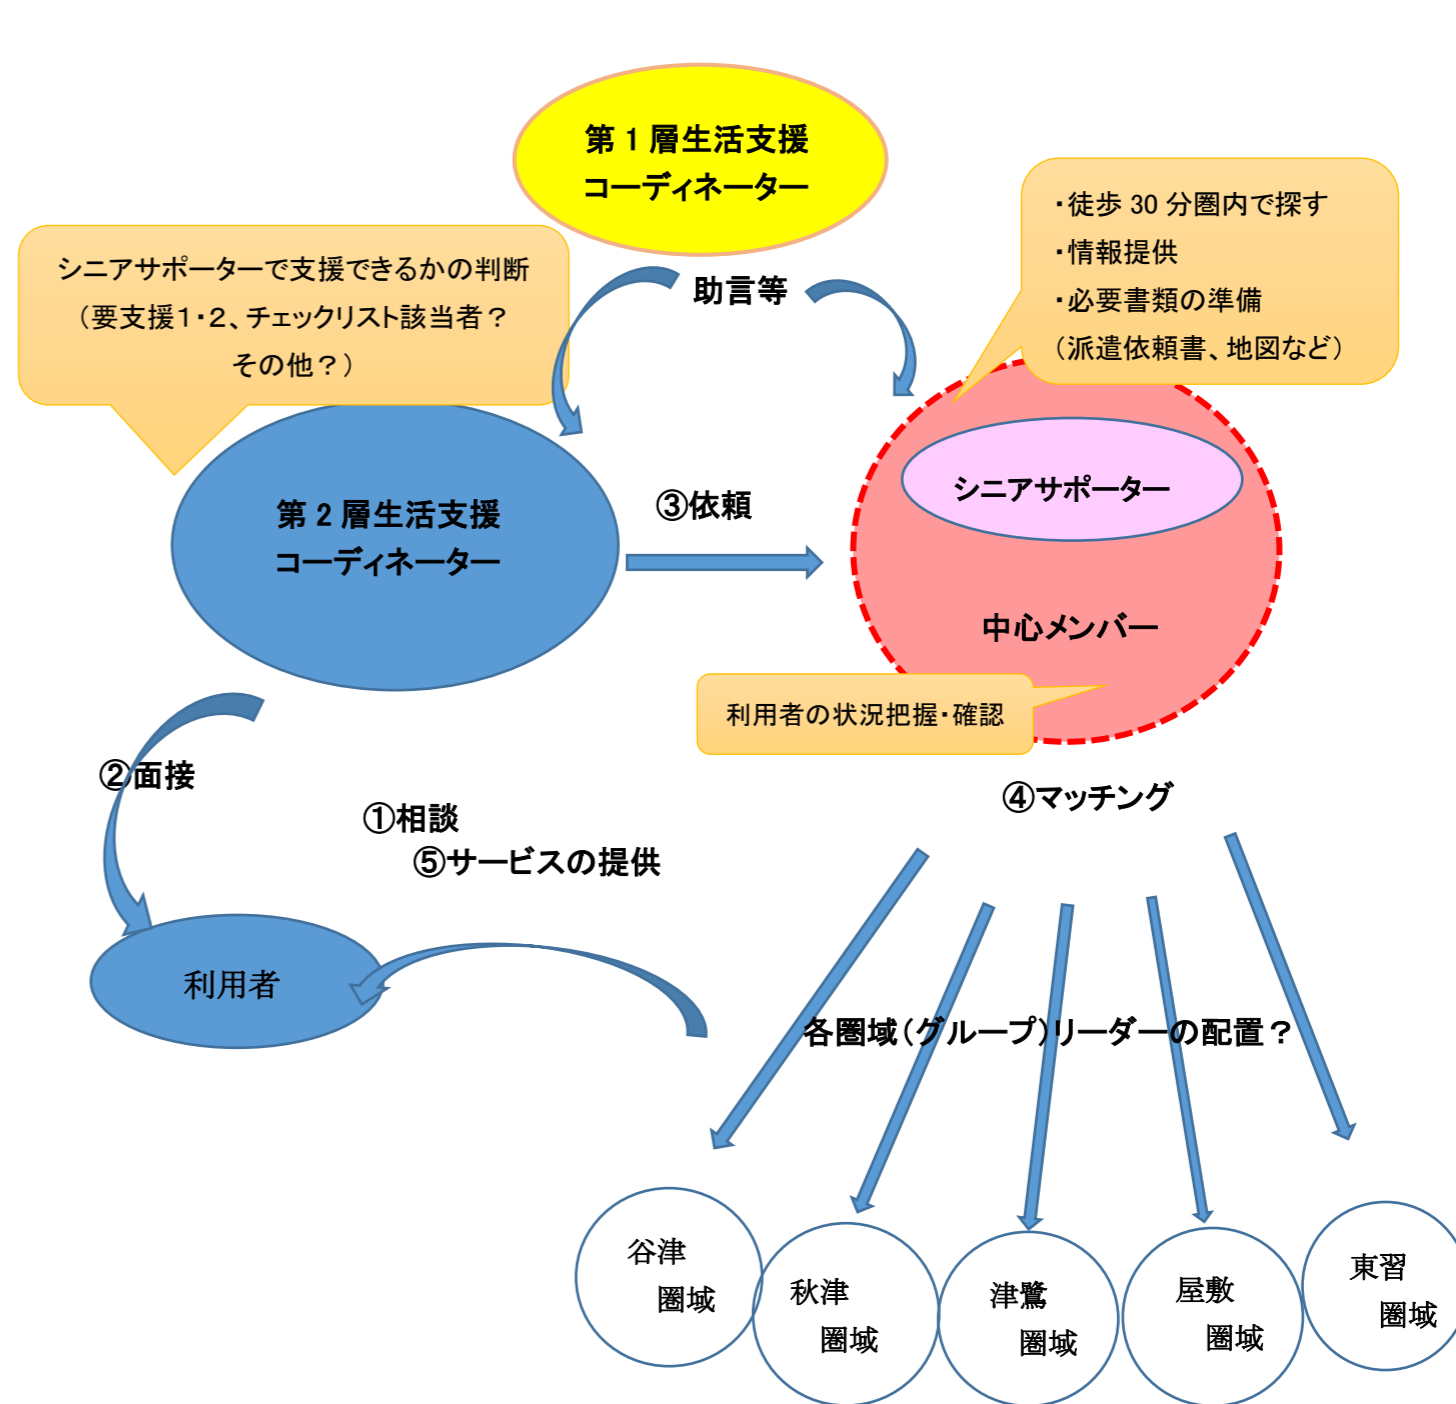 第1層生活支援
コーディネーター
・徒歩 30 分圏内で探す
・情報提供
・必要書類の準備
（派遣依頼書、地図など）
シニアサポーターで支援できるかの判断
（要支援１・２、チェックリスト該当者？
その他？）
助言等
第2層生活支援
コーディネーター
③依頼
シニアサポーター
中心メンバー
利用者の状況把握・確認
②面接
①相談
⑤サービスの提供
④マッチング
利用者
各圏域（グループ）リーダーの配置？
谷津
圏域
秋津
圏域
津鷺
圏域
屋敷
圏域
東習
圏域